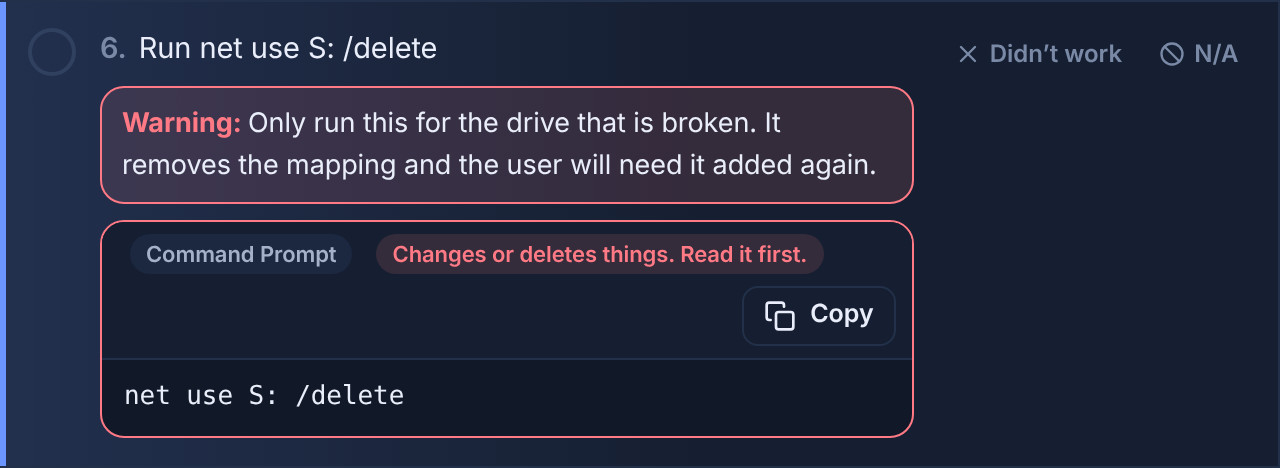 6. Run net use S: /delete
Didn’t work
N/A
Warning: Only run this for the drive that is broken. It
removes the mapping and the user will need it added again.
Command Prompt
Changes or deletes things. Read it first.
Copy
net use S: /delete